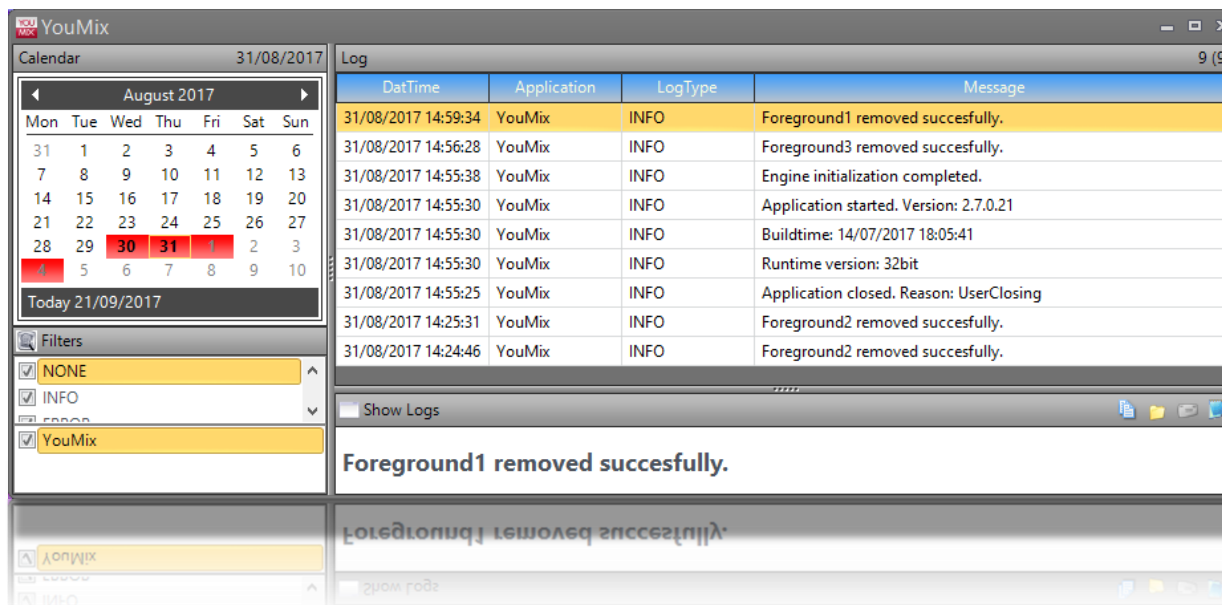 YOU MIX YouMix
Calendar 31/08/2017
August 2017
Mon Tue Wed Thu Fri Sat Sun
31 1 2 3 4 5 6
7 8 9 10 11 12 13
14 15 16 17 18 19 20
21 22 23 24 25 26 27
28 29 30 31 1 2 3
4 5 6 7 8 9 10
Today 21/09/2017
Filters
NONE
INFO
ERROR
YouMix
Log 9 (9
DatTime Application LogType Message
31/08/2017 14:59:34 YouMix INFO Foreground1 removed succesfully.
31/08/2017 14:56:28 YouMix INFO Foreground3 removed succesfully.
31/08/2017 14:55:38 YouMix INFO Engine initialization completed.
31/08/2017 14:55:30 YouMix INFO Application started. Version: 2.7.0.21
31/08/2017 14:55:30 YouMix INFO Buildtime: 14/07/2017 18:05:41
31/08/2017 14:55:30 YouMix INFO Runtime version: 32bit
31/08/2017 14:55:25 YouMix INFO Application closed. Reason: UserClosing
31/08/2017 14:25:31 YouMix INFO Foreground2 removed succesfully.
31/08/2017 14:24:46 YouMix INFO Foreground2 removed succesfully.
Show Logs
Foreground1 removed succesfully.